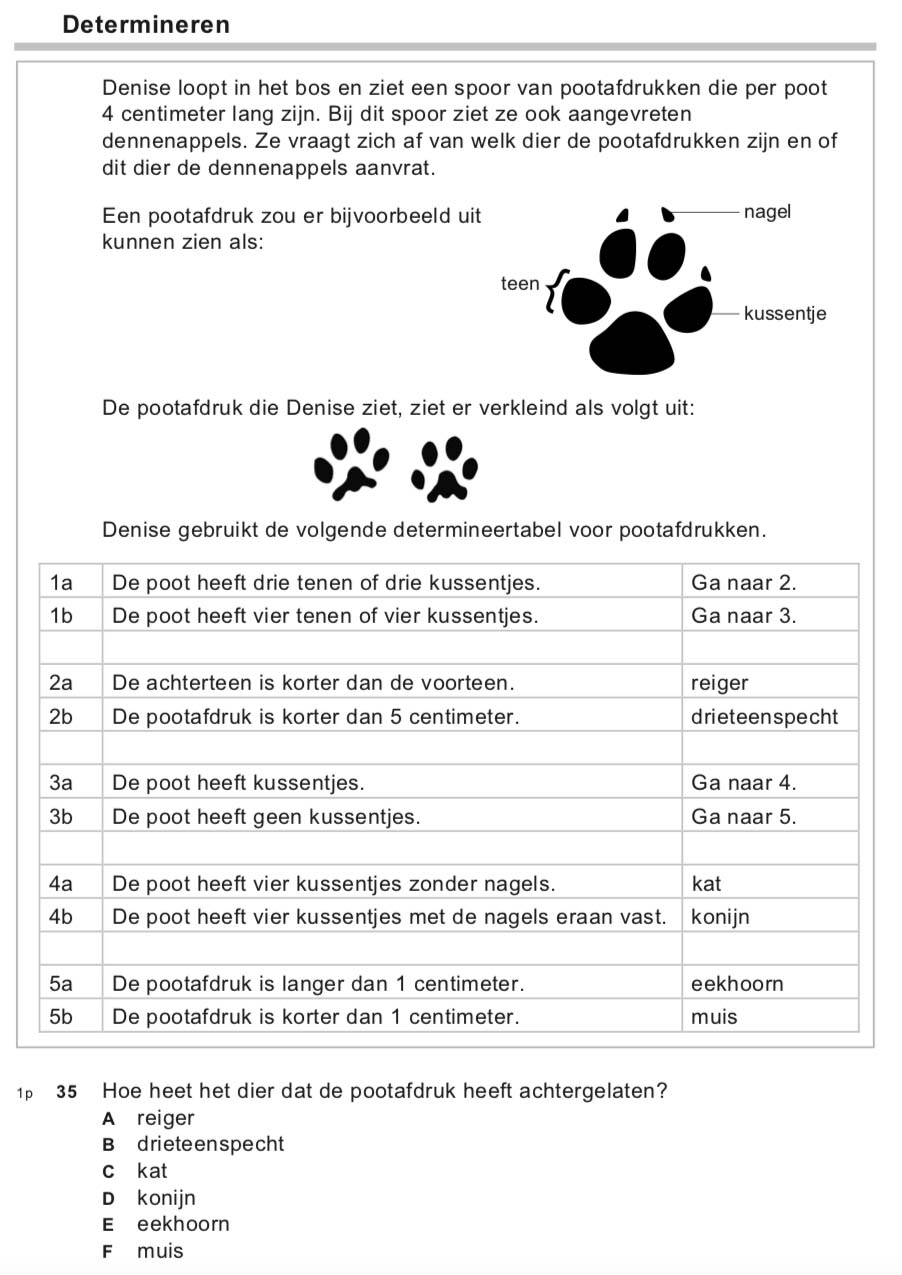 Determineren
Denise loopt in het bos en ziet een spoor van pootafdrukken die per poot
4 centimeter lang zijn. Bij dit spoor ziet ze ook aangevreten
dennenappels. Ze vraagt zich af van welk dier de pootafdrukken zijn en of
dit dier de dennenappels aanvrat.
Een pootafdruk zou er bijvoorbeeld uit
kunnen zien als:
nagel
teen
kussentje
De pootafdruk die Denise ziet, ziet er verkleind als volgt uit:
Denise gebruikt de volgende determineertabel voor pootafdrukken.
1a De poot heeft drie tenen of drie kussentjes. Ga naar 2.
1b De poot heeft vier tenen of vier kussentjes. Ga naar 3.
2a De achterteen is korter dan de voorteen. reiger
2b De pootafdruk is korter dan 5 centimeter. drieteenspecht
3a De poot heeft kussentjes. Ga naar 4.
3b De poot heeft geen kussentjes. Ga naar 5.
4a De poot heeft vier kussentjes zonder nagels. kat
4b De poot heeft vier kussentjes met de nagels eraan vast. konijn
5a De pootafdruk is langer dan 1 centimeter. eekhoorn
5b De pootafdruk is korter dan 1 centimeter. muis
1p 35 Hoe heet het dier dat de pootafdruk heeft achtergelaten?
A reiger
B drieteenspecht
C kat
D konijn
E eekhoorn
F muis